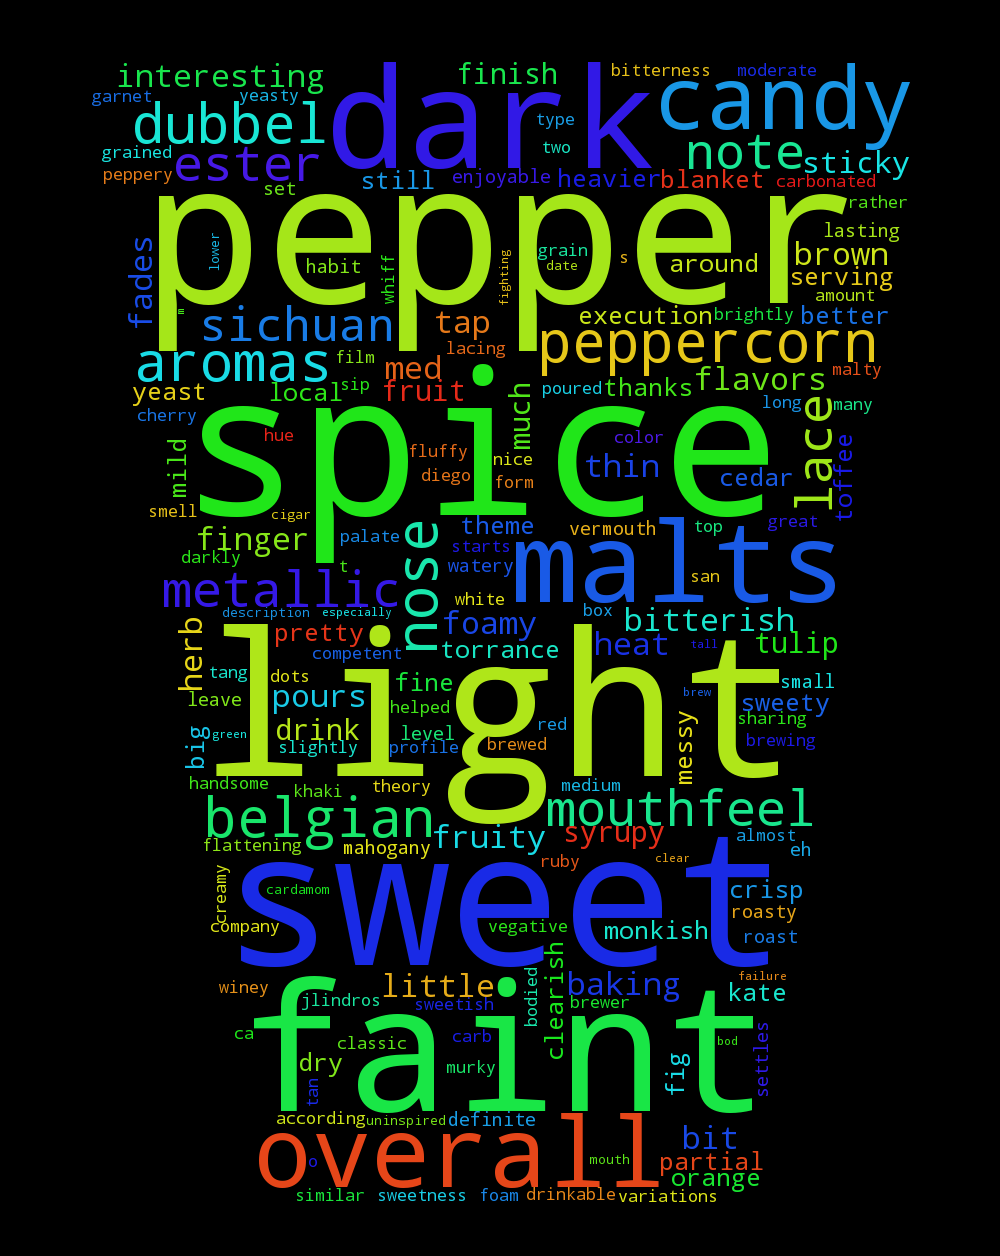 interesting finish bitterness moderate
garnet yeasty dark candy
dubbel type
grained ester two note sticky
peppery set still enjoyable heavier blanket carbonated
pepper rather
fades lower habit whiff fighting grain date s around lasting
brown
serving
amount
m sichuan tap execution brightly better
aromas film med lacing peppercorn malty
yeast local sip fruit poured thanks flavors
cherry much long many
spice
hue color
mild fluffy nice thin lace toffee
diego form cedar
smell cigar
finger palate nose theme vermouth top great
darkly t starts malts
watery san
metallic white box
description especially
pretty foamy bitterish
herb competent torrance heat tall tulip
light
tang dots fine brew small
leave pours helped sweety
drink level red messy sharing
big green slightly profile brewed brewing
handsome khaki theory medium
belgian mouthfeel
flattening mahogany fruity syrupy almost
ruby clear eh
sweet
creamy cardamom crisp
roasty
company vegative monkish roast
winey little bodied clearish baking failure
jlindros sweetish brewer kate
faint
ca classic carb bod
dry murky fig settles
tan
according uninspired definite
overall bit
o mouth partial
orange
similar sweetness foam drinkable variations